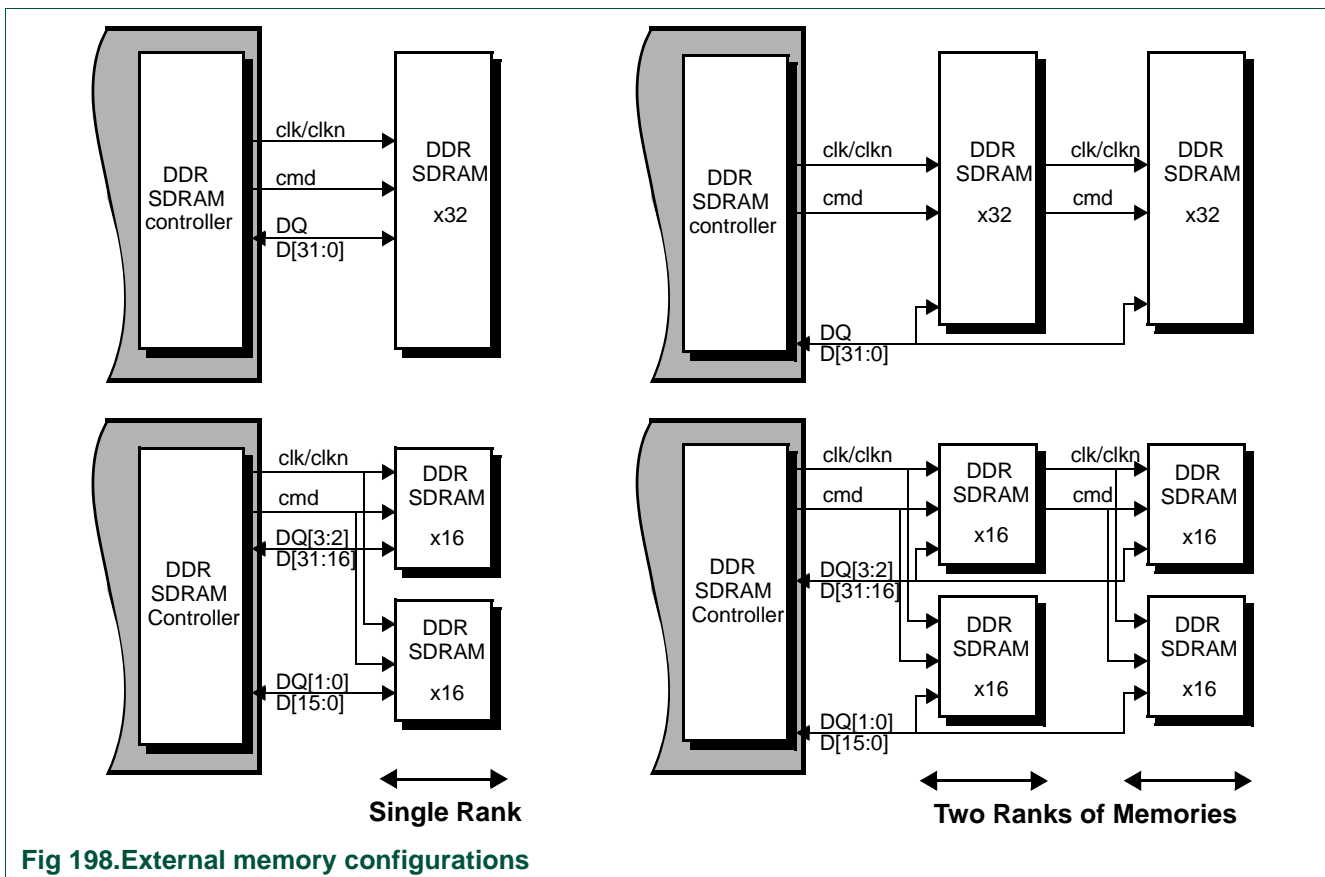 DDR
SDRAM
controller
clk/clkn
cmd
DQ
D[31:0]
DDR
SDRAM
x32
DDR
SDRAM
controller
clk/clkn
cmd
DQ
D[31:0]
DDR
SDRAM
x32
clk/clkn
cmd
DDR
SDRAM
x32
DDR
SDRAM
Controller
clk/clkn
cmd
DQ[3:2]
D[31:16]
DQ[1:0]
D[15:0]
DDR
SDRAM
x16
DDR
SDRAM
x16
Single Rank
DDR
SDRAM
Controller
clk/clkn
cmd
DQ[3:2]
D[31:16]
DQ[1:0]
D[15:0]
DDR
SDRAM
x16
DDR
SDRAM
x16
clk/clkn
cmd
DDR
SDRAM
x16
DDR
SDRAM
x16
Two Ranks of Memories
Fig 198.External memory configurations